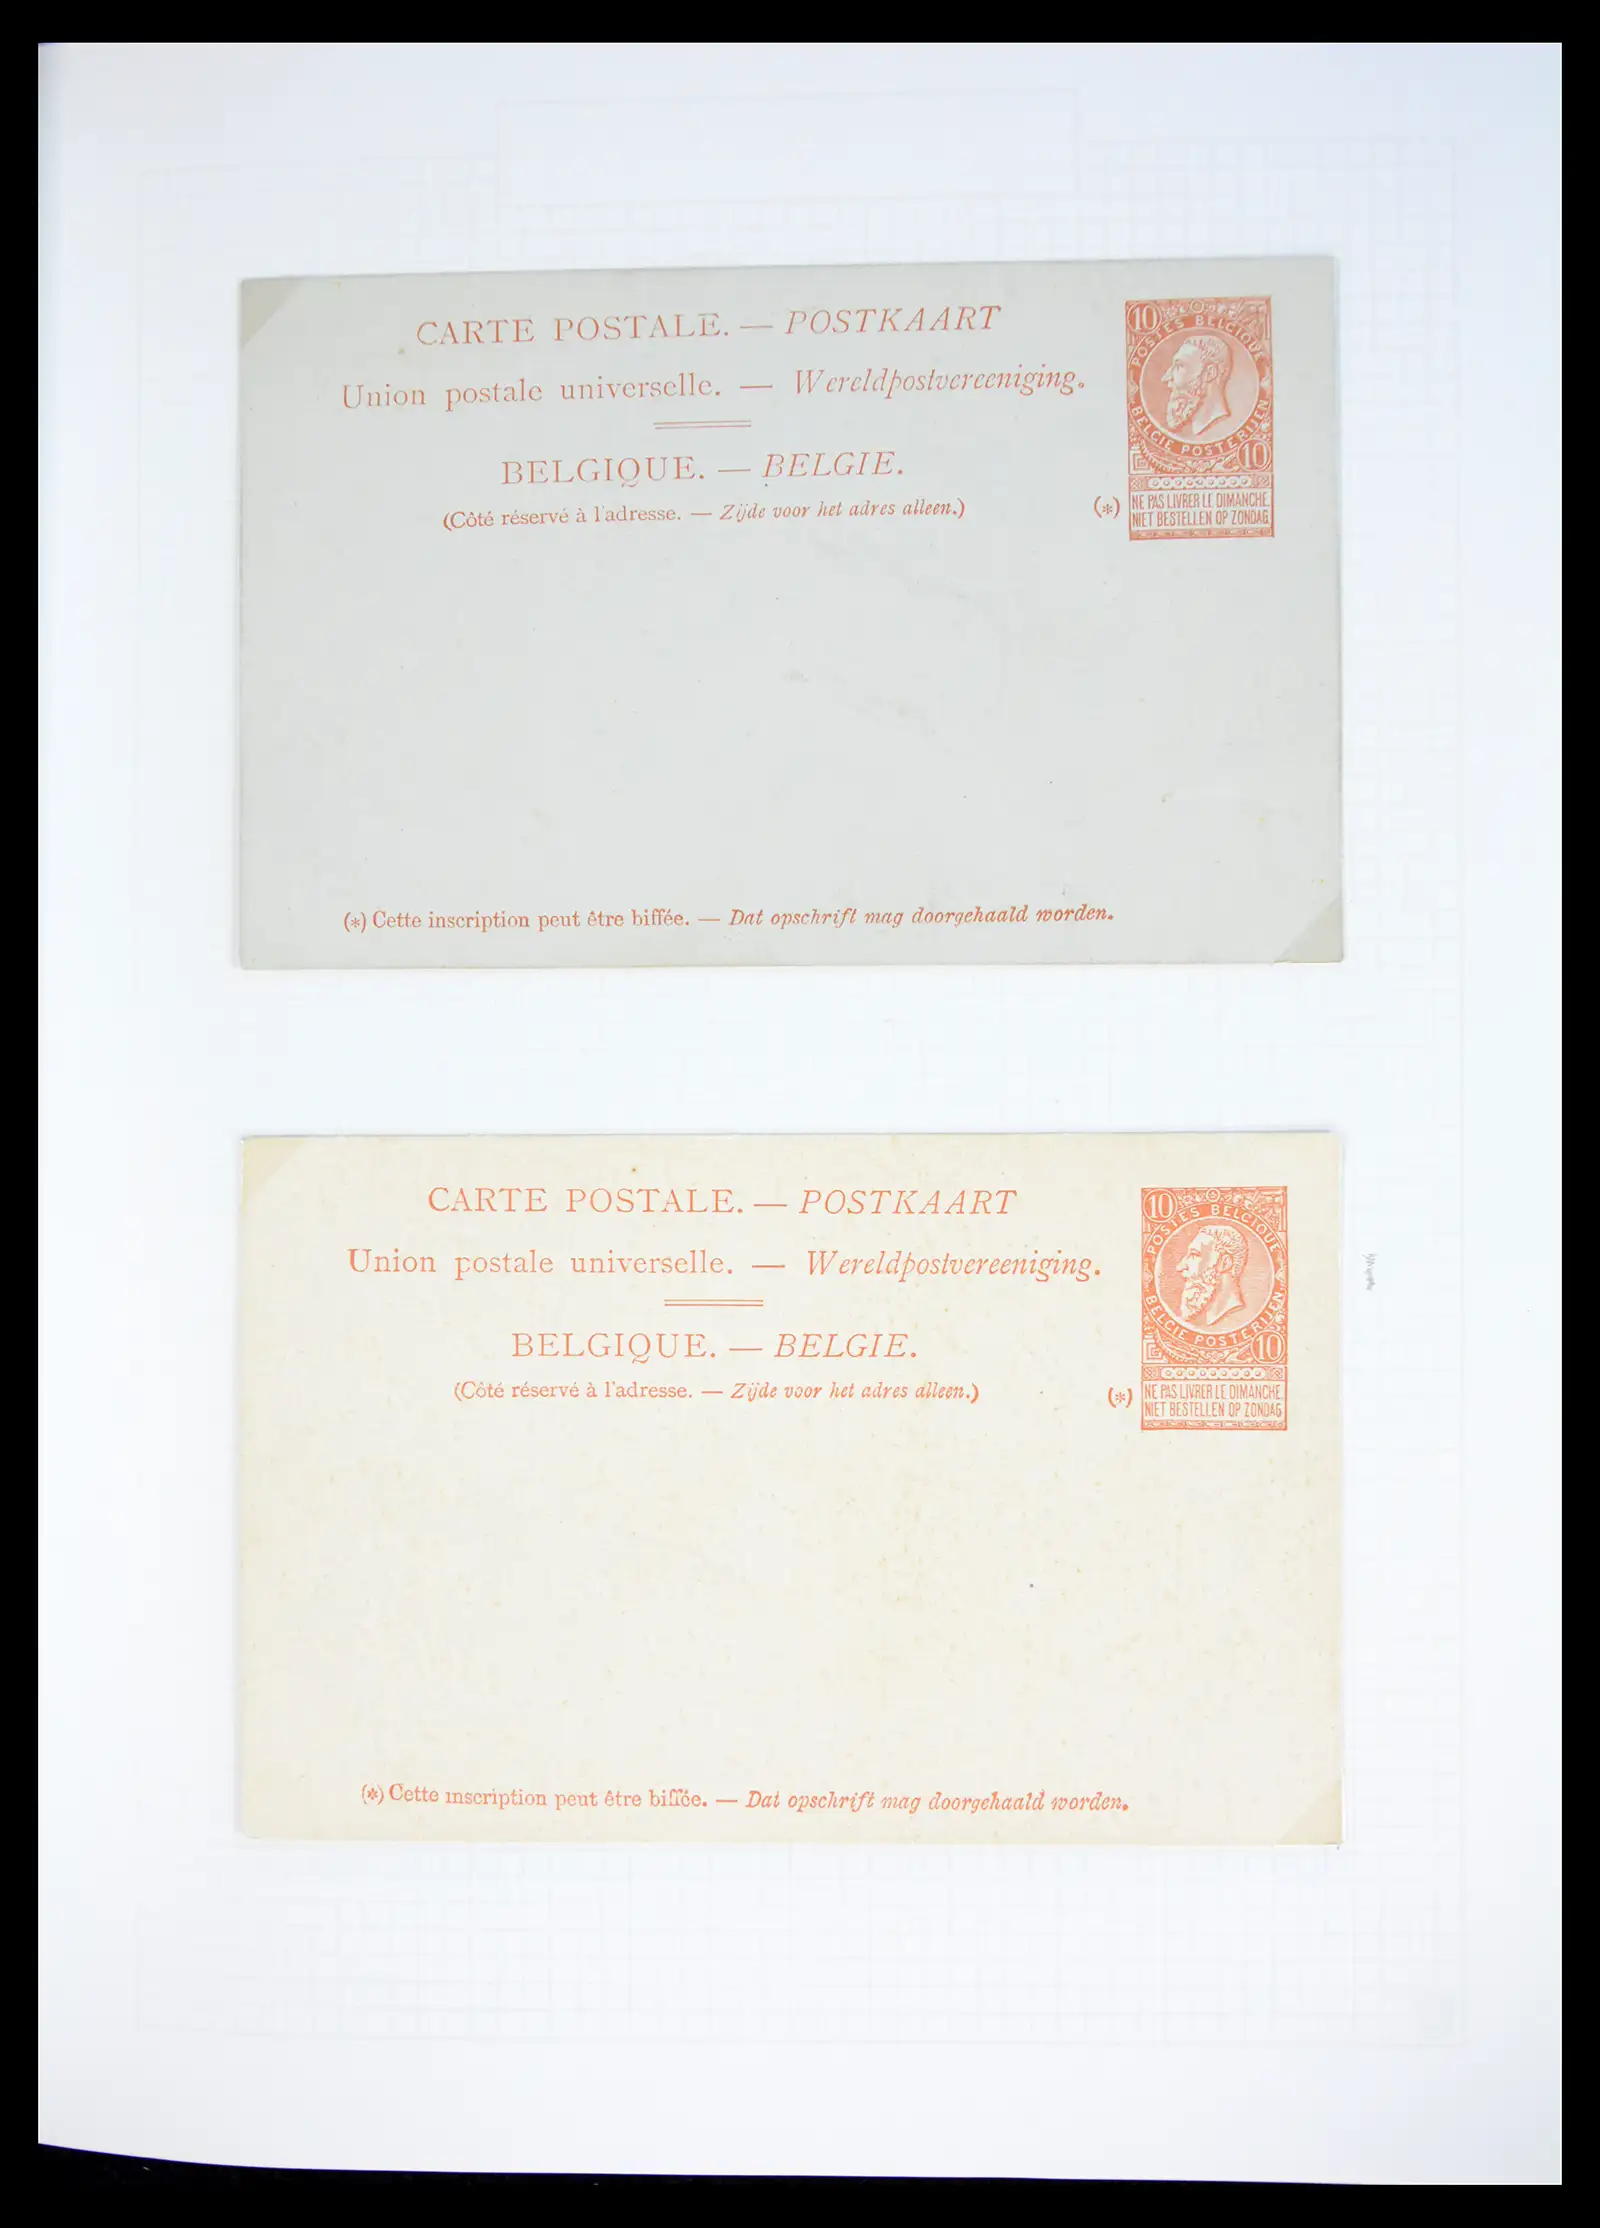 CARTE POSTALE. — POSTKAART
Union postale universelle. — Wereldpostvereeniging.
BELGIQUE. — BELGIE.
(Côté réservé à l'adresse. — Zijde voor het adres alleen.)
10
POSTES BELGIQUE
BELGIE POSTERIJEN
10
(*)
NE PAS LIVRER LE DIMANCHE.
NIET BESTELLEN OP ZONDAG
(*) Cette inscription peut être biffée. — Dat opschrift mag doorgehaald worden.
CARTE POSTALE. — POSTKAART
Union postale universelle. — Wereldpostvereeniging.
BELGIQUE. — BELGIE.
(Côté réservé à l'adresse. — Zijde voor het adres alleen.)
10
POSTES BELGIQUE
BELGIE POSTERIJEN
10
(*)
NE PAS LIVRER LE DIMANCHE.
NIET BESTELLEN OP ZONDAG
(*) Cette inscription peut être biffée. — Dat opschrift mag doorgehaald worden.